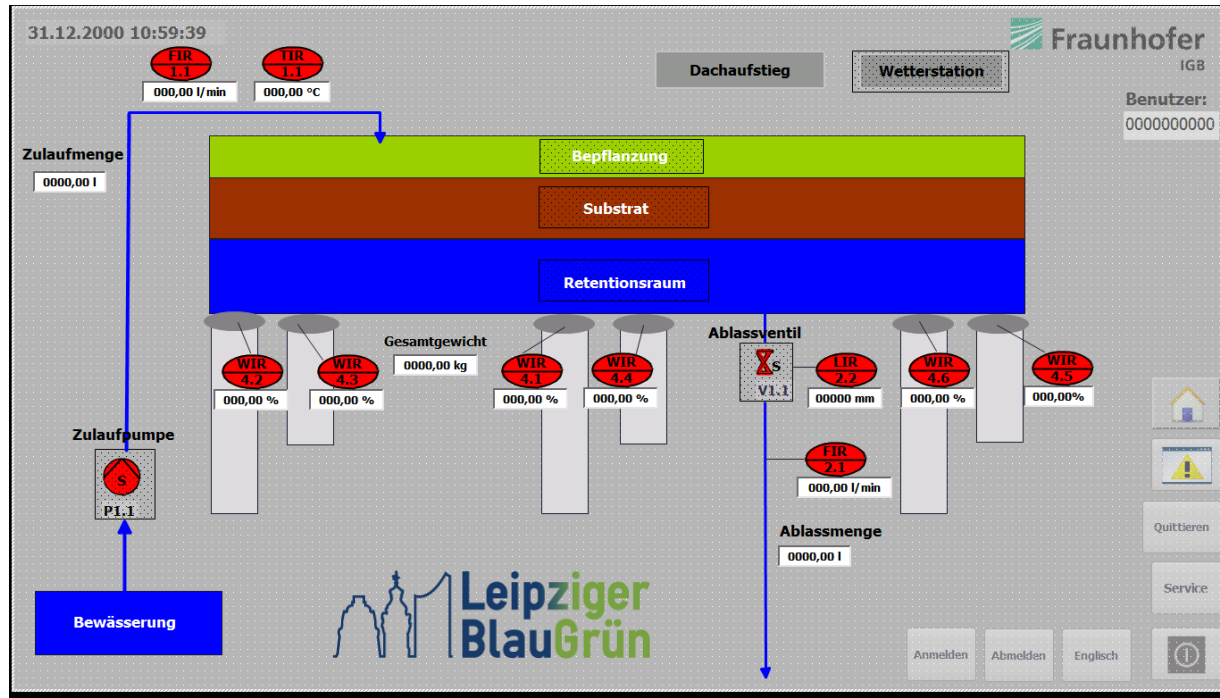 31.12.2000 10:59:39
Fraunhofer
IGB
FIR
1.1
000,00 l/min
TIR
1.1
000,00 °C
Dachaufstieg
Wetterstation
Benutzer:
0000000000
Zulaufmenge
0000,00 l
Bepflanzung
Substrat
Retentionsraum
Gesamtgewicht
0000,00 kg
Ablassventil
S
V1.1
WIR
4.2
000,00 %
WIR
4.3
000,00 %
WIR
4.1
000,00 %
WIR
4.4
000,00 %
LIR
2.2
00000 mm
WIR
4.6
000,00 %
WIR
4.5
000,00%
Zulaufpumpe
S
P1.1
FIR
2.1
000,00 l/min
Ablassmenge
0000,00 l
Quittieren
Service
Bewässerung
Leipziger
BlauGrün
Anmelden
Abmelden
Englisch